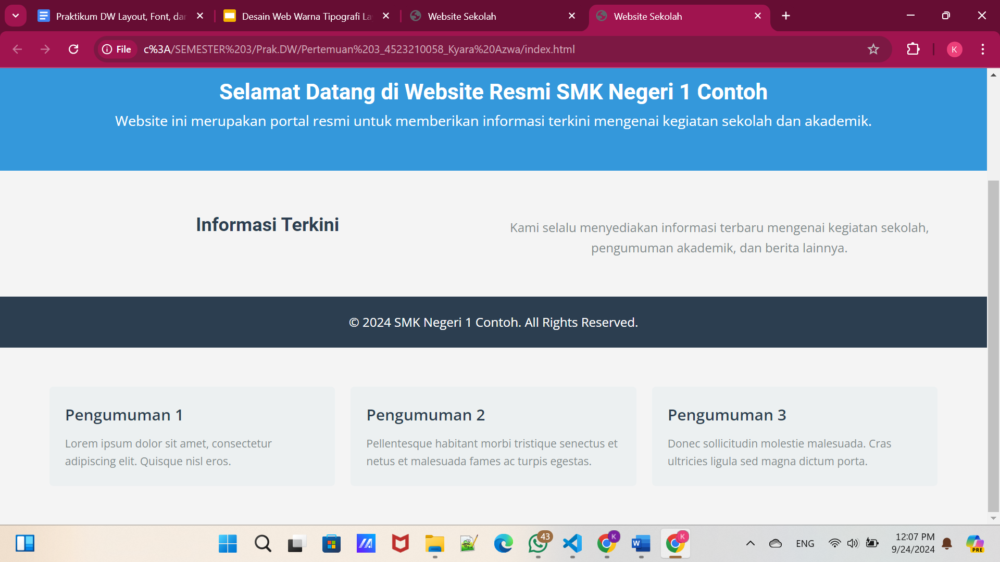 Praktikum DW Layout, Font, dar
Desain Web Warna Tipografi La
Website Sekolah
Website Sekolah
File
c%3A/SEMESTER%203/Prak.DW/Pertemuan%203_4523210058_Kyara%20Azwa/index.html
K
Selamat Datang di Website Resmi SMK Negeri 1 Contoh
Website ini merupakan portal resmi untuk memberikan informasi terkini mengenai kegiatan sekolah dan akademik.
Informasi Terkini
Kami selalu menyediakan informasi terbaru mengenai kegiatan sekolah,
pengumuman akademik, dan berita lainnya.
© 2024 SMK Negeri 1 Contoh. All Rights Reserved.
Pengumuman 1
Lorem ipsum dolor sit amet, consectetur
adipiscing elit. Quisque nisl eros.
Pengumuman 2
Pellentesque habitant morbi tristique senectus et
netus et malesuada fames ac turpis egestas.
Pengumuman 3
Donec sollicitudin molestie malesuada. Cras
ultricies ligula sed magna dictum porta.
43
K
W
K
ENG
12:07 PM
9/24/2024
PRE